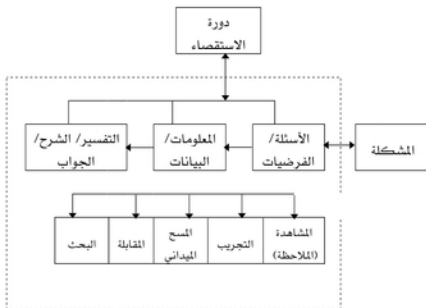 دورة
الاستقصاء
الأسئلة/
الفرضيات
المعلومات/
البيانات
التفسير/ الشرح/
الجواب
المشكلة
المشاهدة
(الملاحظة)
التجريب
المسح
الميداني
المقابلة
البحث